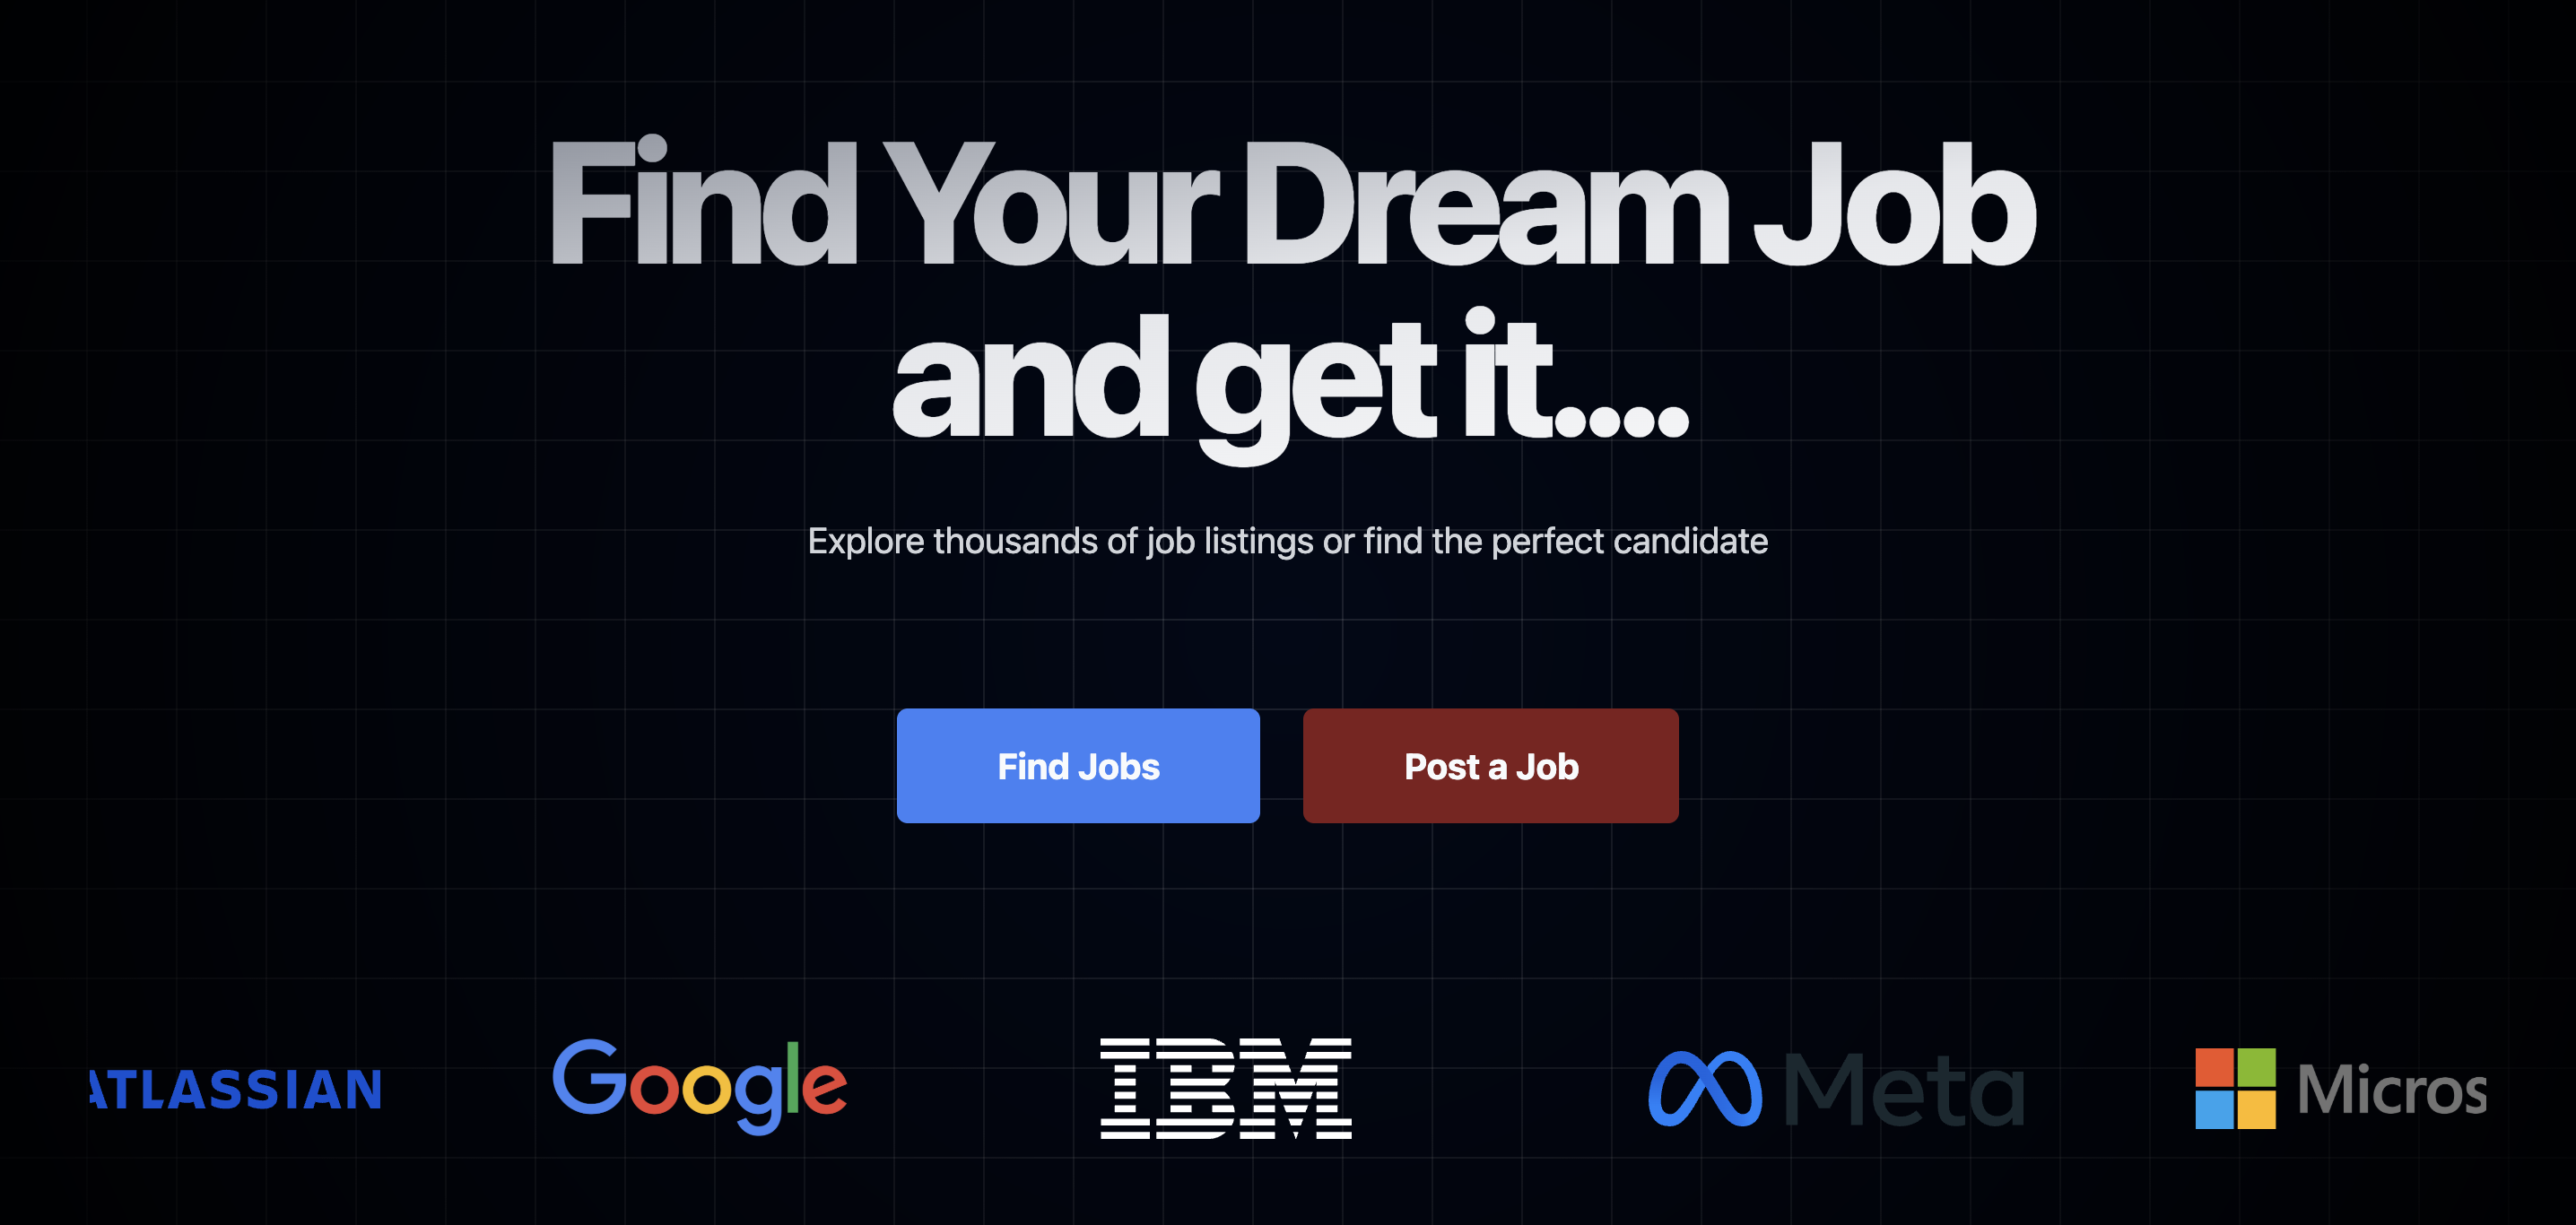 Find Your Dream Job
and get it....
Explore thousands of job listings or find the perfect candidate
Find Jobs
Post a Job
ATLASSIAN
Google
IBM
Meta
Micros